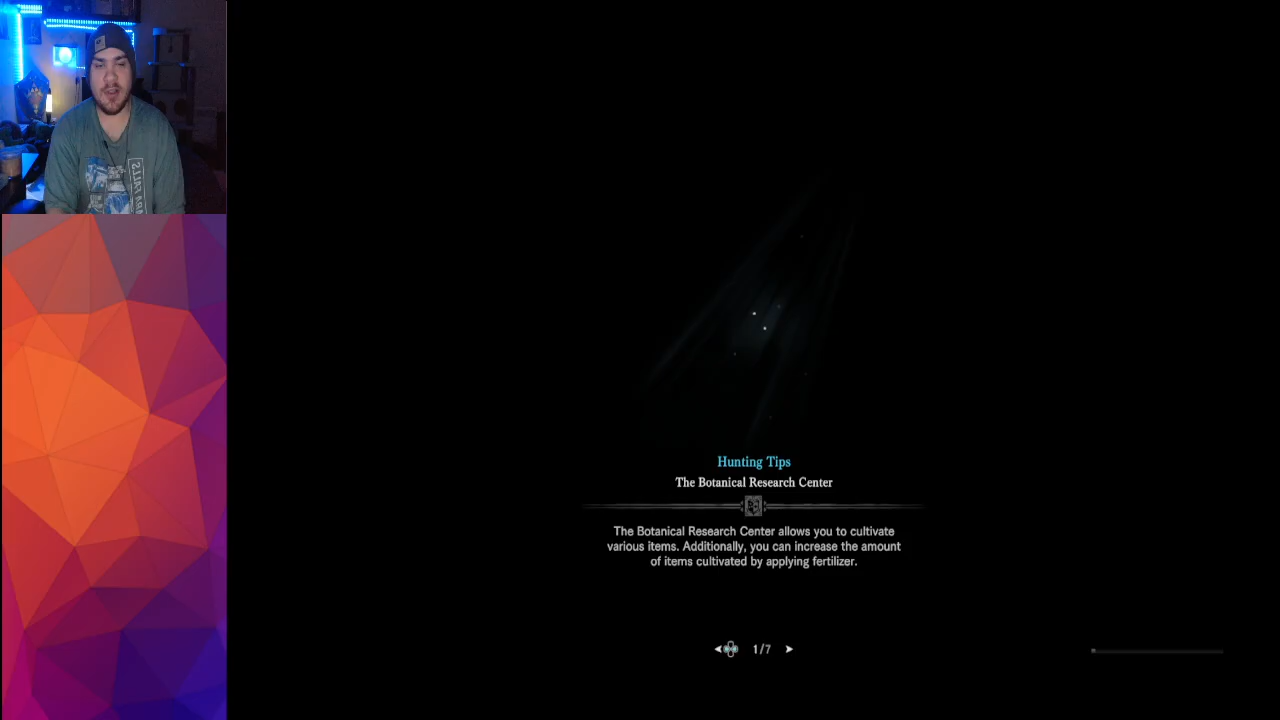 Hunting Tips
The Botanical Research Center
The Botanical Research Center allows you to cultivate
various items. Additionally, you can increase the amount
of items cultivated by applying fertilizer.
1/7